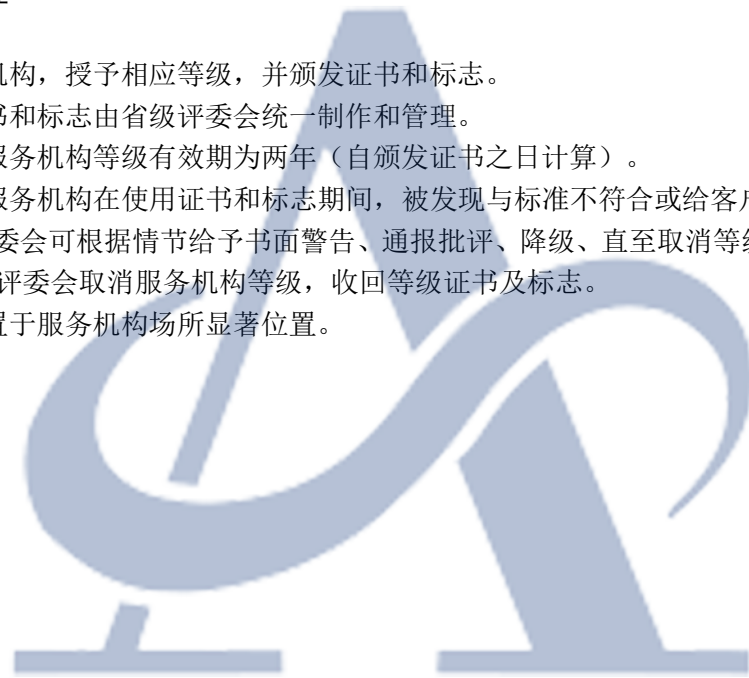 机构，授予相应等级，并颁发证书和标志。
书和标志由省级评委会统一制作和管理。
服务机构等级有效期为两年（自颁发证书之日计算）。
服务机构在使用证书和标志期间，被发现与标准不符合或给客
委会可根据情节给予书面警告、通报批评、降级、直至取消等
评委会取消服务机构等级，收回等级证书及标志。
置于服务机构场所显著位置。